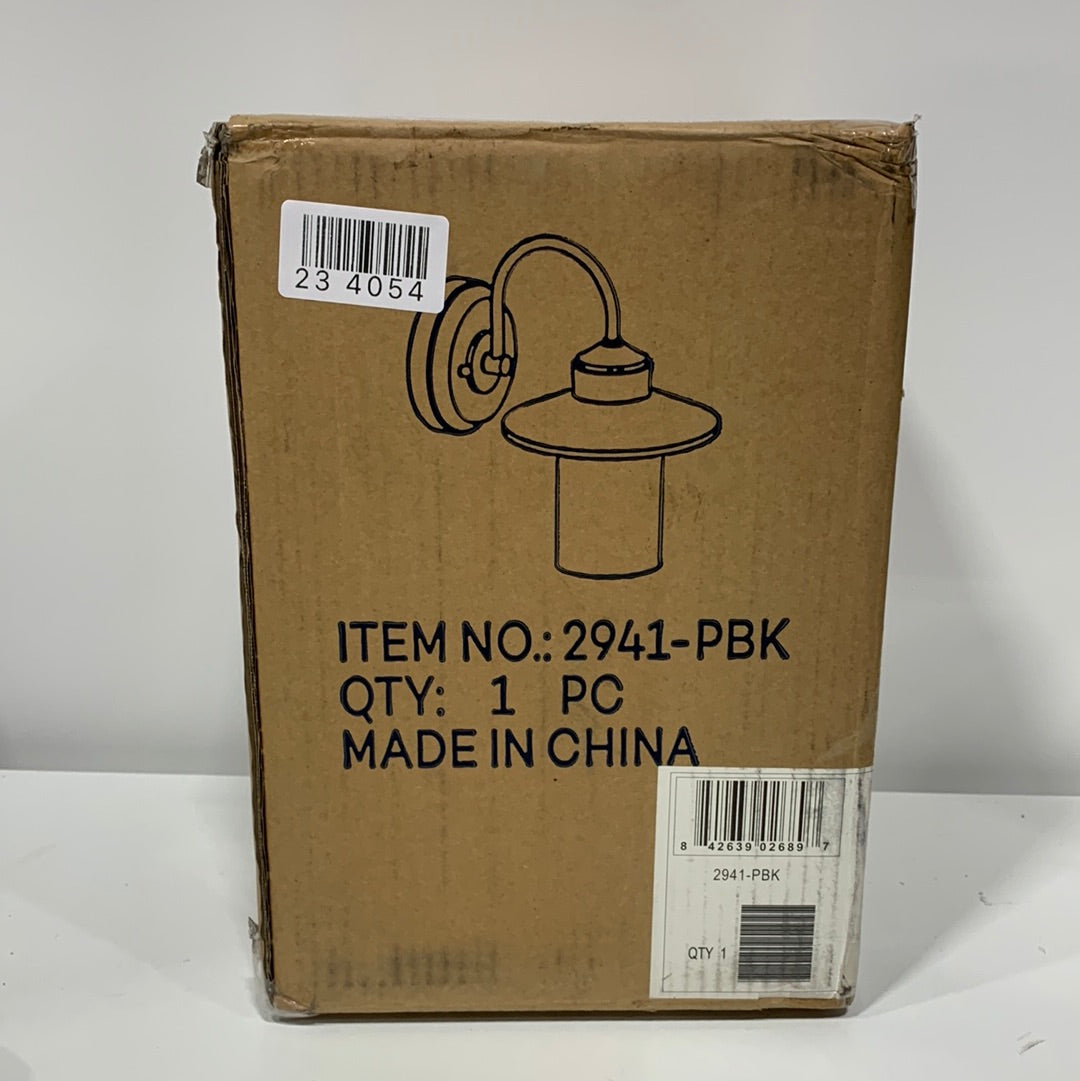 23 4054
ITEM NO.: 2941-PBK
QTY: 1 PC
MADE IN CHINA
8 42639 02689 7
2941-PBK
QTY 1